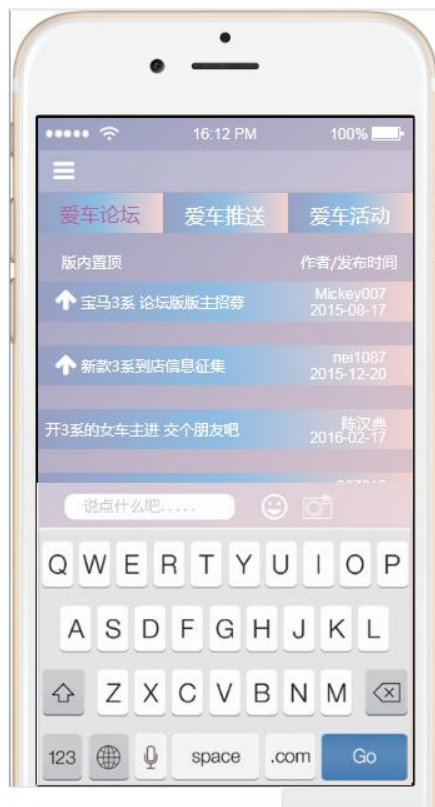 16:12 PM
100%
爱车论坛 爱车推送 爱车活动
版内置顶 作者/发布时间
宝马3系 论坛版版主招募 Mickey007
2015-08-17
新款3系到店信息征集 nei1087
2015-12-20
开3系的女车主进 交个朋友吧 陈汉典
2016-02-17
说点什么吧.....
Q W E R T Y U I O P
A S D F G H J K L
Z X C V B N M
123 space .com Go